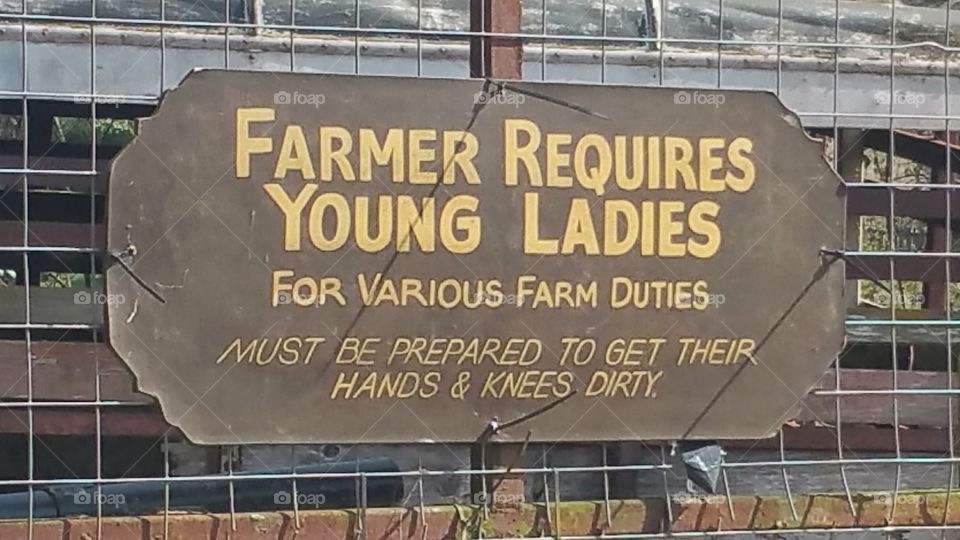 FARMER REQUIRES
YOUNG LADIES
FOR VARIOUS FARM DUTIES
MUST BE PREPARED TO GET THEIR
HANDS & KNEES DIRTY.